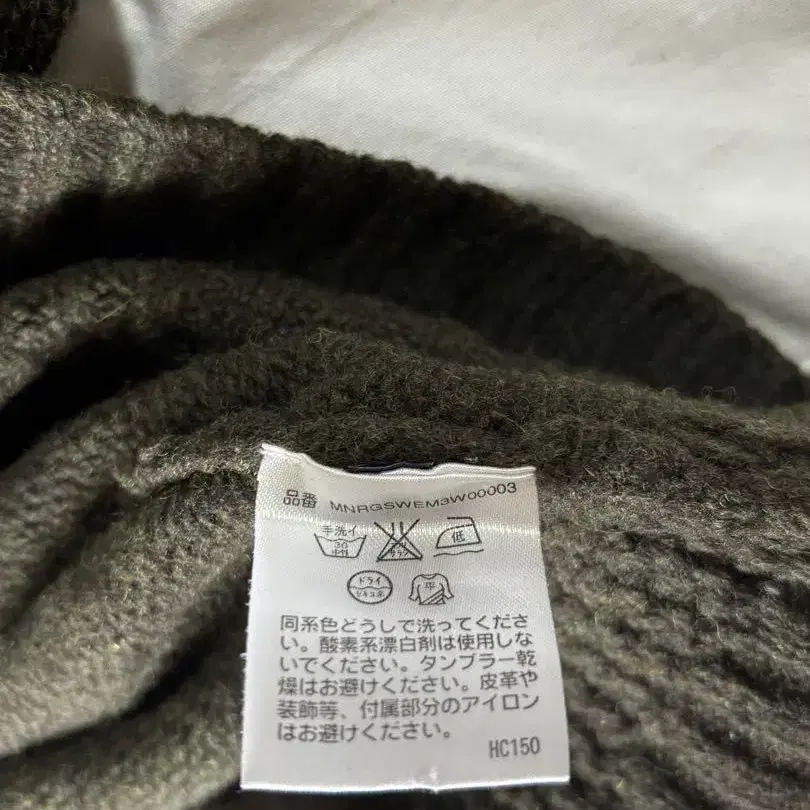 品番 MNRGSWEM3W00003
手洗イ
30
中性
低
ドライ
セキユ系
平
同系色どうしで洗ってくださ
い。酸素系漂白剤は使用しな
いでください。タンブラー乾
燥はお避けください。皮革や
装飾等、付属部分のアイロン
はお避けください。
HC150